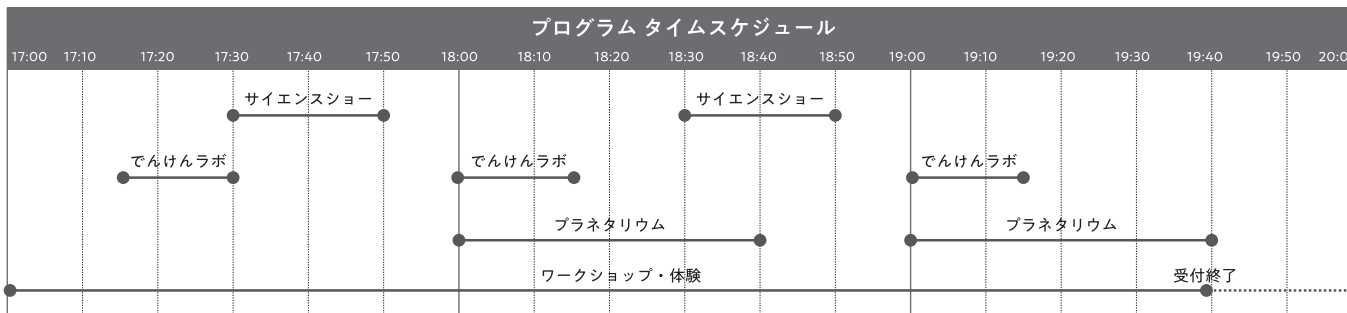 プログラム タイムスケジュール
17:00 17:10 17:20 17:30 17:40 17:50 18:00 18:10 18:20 18:30 18:40 18:50 19:00 19:10 19:20 19:30 19:40 19:50 20:0
サイエンスショー サイエンスショー
でんけんラボ でんけんラボ でんけんラボ
プラネタリウム プラネタリウム
ワークショップ・体験 受付終了